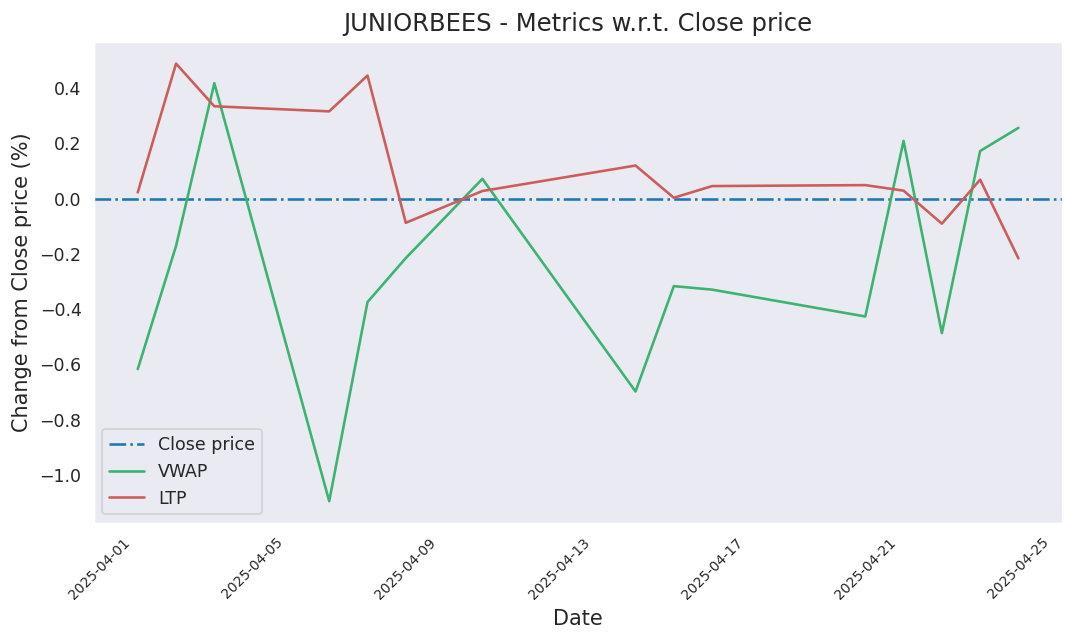 JUNIORBEES - Metrics w.r.t. Close price
Change from Close price (%)
0.4
0.2
0.0
−0.2
−0.4
−0.6
−0.8
−1.0
Close price
VWAP
LTP
2025-04-01
2025-04-05
2025-04-09
2025-04-13
2025-04-17
2025-04-21
2025-04-25
Date